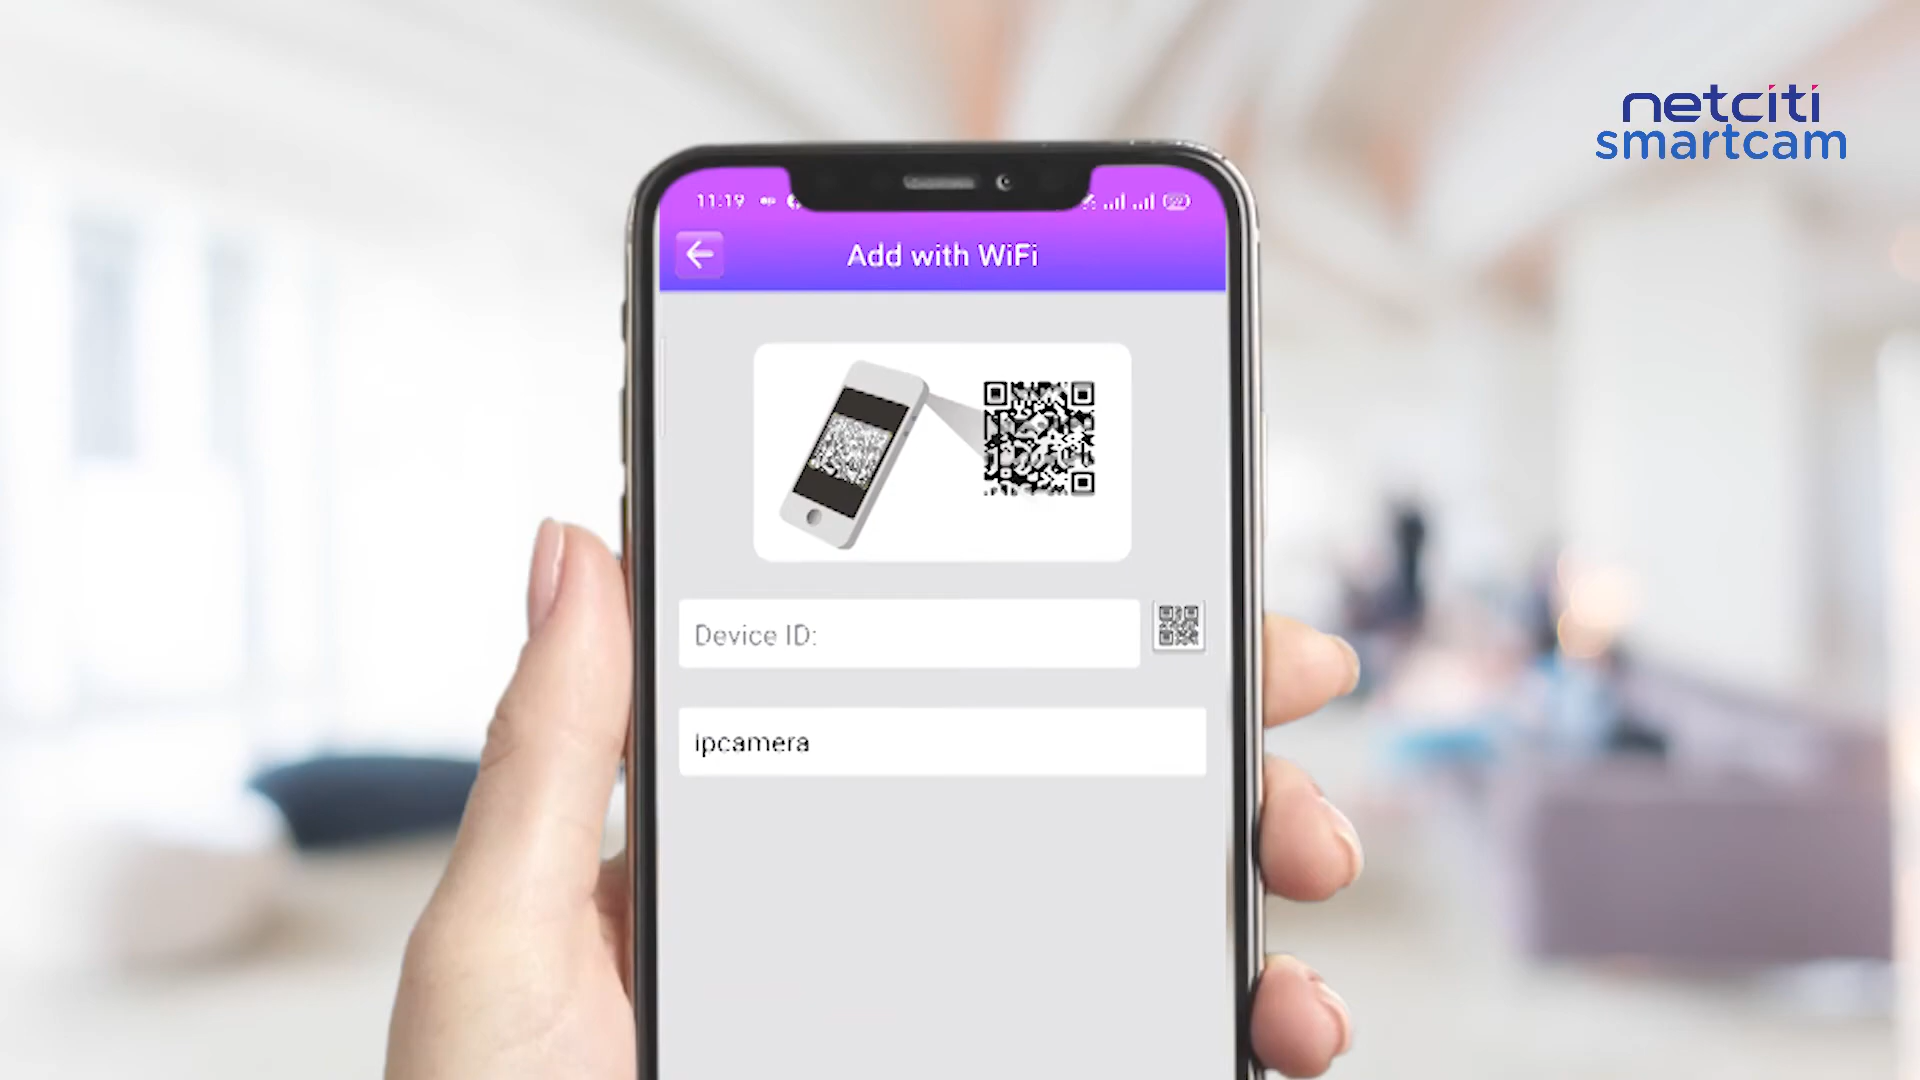 netciti
smartcam
11:19
Add with WiFi
Device ID:
ipcamera